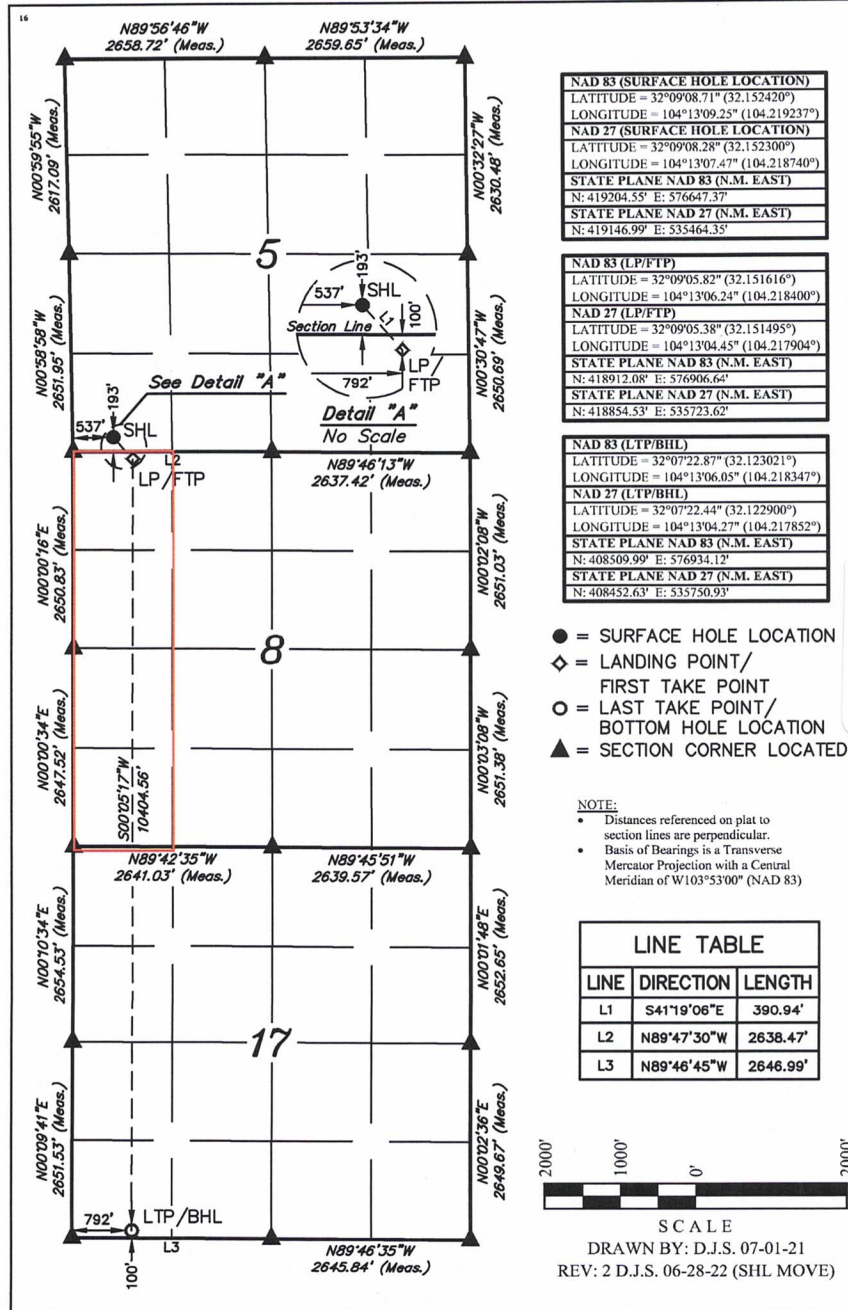 16
N89°56'46"W
2658.72' (Meas.)
N89°53'34"W
2659.65' (Meas.)
N00°59'55"W
2617.09' (Meas.)
N00°32'27"W
2630.48' (Meas.)
5
N00°58'58"W
2651.95' (Meas.)
N00°30'47"W
2650.69' (Meas.)
193'
537'
SHL
L1
100'
Section Line
792'
LP/
FTP
Detail "A"
No Scale
See Detail "A"
193'
537'
SHL
L2
LP/FTP
N89°46'13"W
2637.42' (Meas.)
N00°00'16"E
2650.83' (Meas.)
N00°02'08"W
2651.03' (Meas.)
8
N00°00'34"E
2647.52' (Meas.)
S00°05'17"W
10404.56'
N00°03'08"W
2651.38' (Meas.)
N89°42'35"W
2641.03' (Meas.)
N89°45'51"W
2639.57' (Meas.)
N00°10'34"E
2654.53' (Meas.)
N00°01'48"E
2652.65' (Meas.)
17
N00°09'41"E
2651.53' (Meas.)
N00°02'36"E
2649.67' (Meas.)
792'
LTP/BHL
L3
100'
N89°46'35"W
2645.84' (Meas.)
NAD 83 (SURFACE HOLE LOCATION)
LATITUDE = 32°09'08.71" (32.152420°)
LONGITUDE = 104°13'09.25" (104.219237°)
NAD 27 (SURFACE HOLE LOCATION)
LATITUDE = 32°09'08.28" (32.152300°)
LONGITUDE = 104°13'07.47" (104.218740°)
STATE PLANE NAD 83 (N.M. EAST)
N: 419204.55' E: 576647.37'
STATE PLANE NAD 27 (N.M. EAST)
N: 419146.99' E: 535464.35'
NAD 83 (LP/FTP)
LATITUDE = 32°09'05.82" (32.151616°)
LONGITUDE = 104°13'06.24" (104.218400°)
NAD 27 (LP/FTP)
LATITUDE = 32°09'05.38" (32.151495°)
LONGITUDE = 104°13'04.45" (104.217904°)
STATE PLANE NAD 83 (N.M. EAST)
N: 418912.08' E: 576906.64'
STATE PLANE NAD 27 (N.M. EAST)
N: 418854.53' E: 535723.62'
NAD 83 (LTP/BHL)
LATITUDE = 32°07'22.87" (32.123021°)
LONGITUDE = 104°13'06.05" (104.218347°)
NAD 27 (LTP/BHL)
LATITUDE = 32°07'22.44" (32.122900°)
LONGITUDE = 104°13'04.27" (104.217852°)
STATE PLANE NAD 83 (N.M. EAST)
N: 408509.99' E: 576934.12'
STATE PLANE NAD 27 (N.M. EAST)
N: 408452.63' E: 535750.93'
= SURFACE HOLE LOCATION
= LANDING POINT/
FIRST TAKE POINT
= LAST TAKE POINT/
BOTTOM HOLE LOCATION
= SECTION CORNER LOCATED
NOTE:
• Distances referenced on plat to
section lines are perpendicular.
• Basis of Bearings is a Transverse
Mercator Projection with a Central
Meridian of W103°53'00" (NAD 83)
LINE TABLE
LINE DIRECTION LENGTH
L1 S41°19'06"E 390.94'
L2 N89°47'30"W 2638.47'
L3 N89°46'45"W 2646.99'
2000' 1000' 0' 2000'
SCALE
DRAWN BY: D.J.S. 07-01-21
REV: 2 D.J.S. 06-28-22 (SHL MOVE)